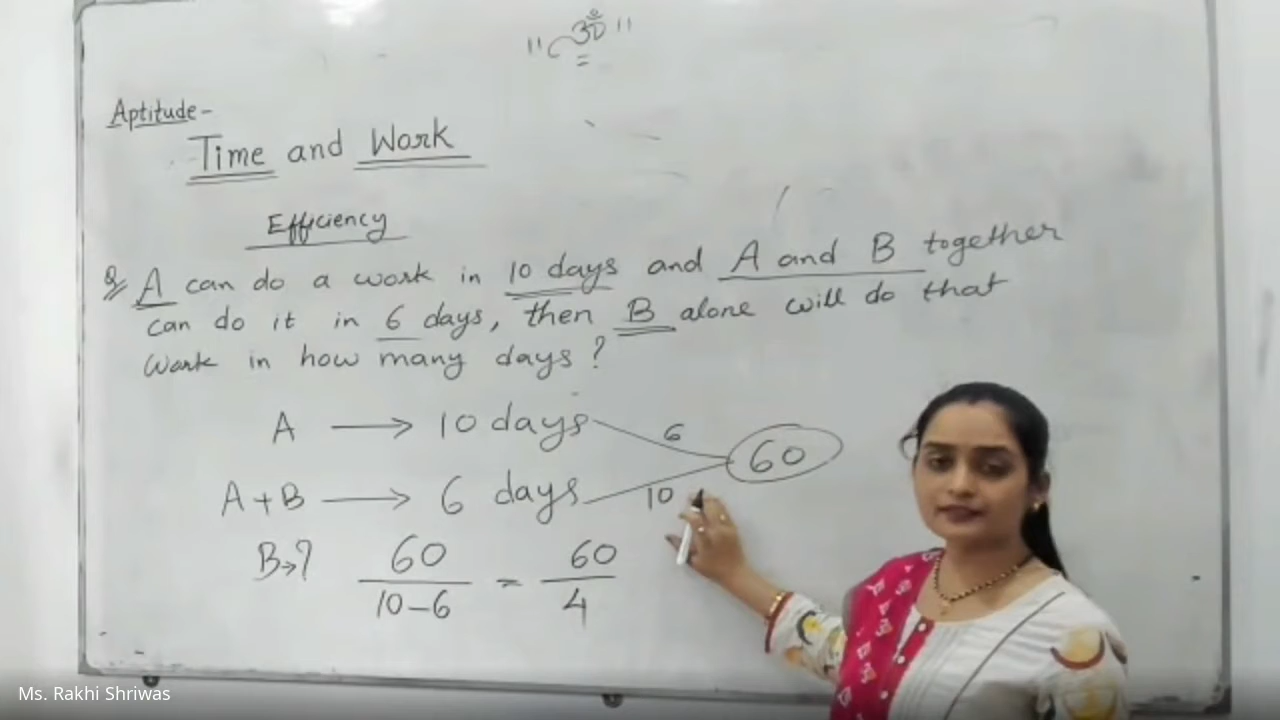 ॥ ॐ ॥
Aptitude-
Time and Work
Efficiency
Q/ A can do a work in 10 days and A and B together
can do it in 6 days, then B alone will do that
work in how many days ?
A → 10 days 6
60
A+B → 6 days 10
B→? 60/10-6 = 60/4
Ms. Rakhi Shriwas